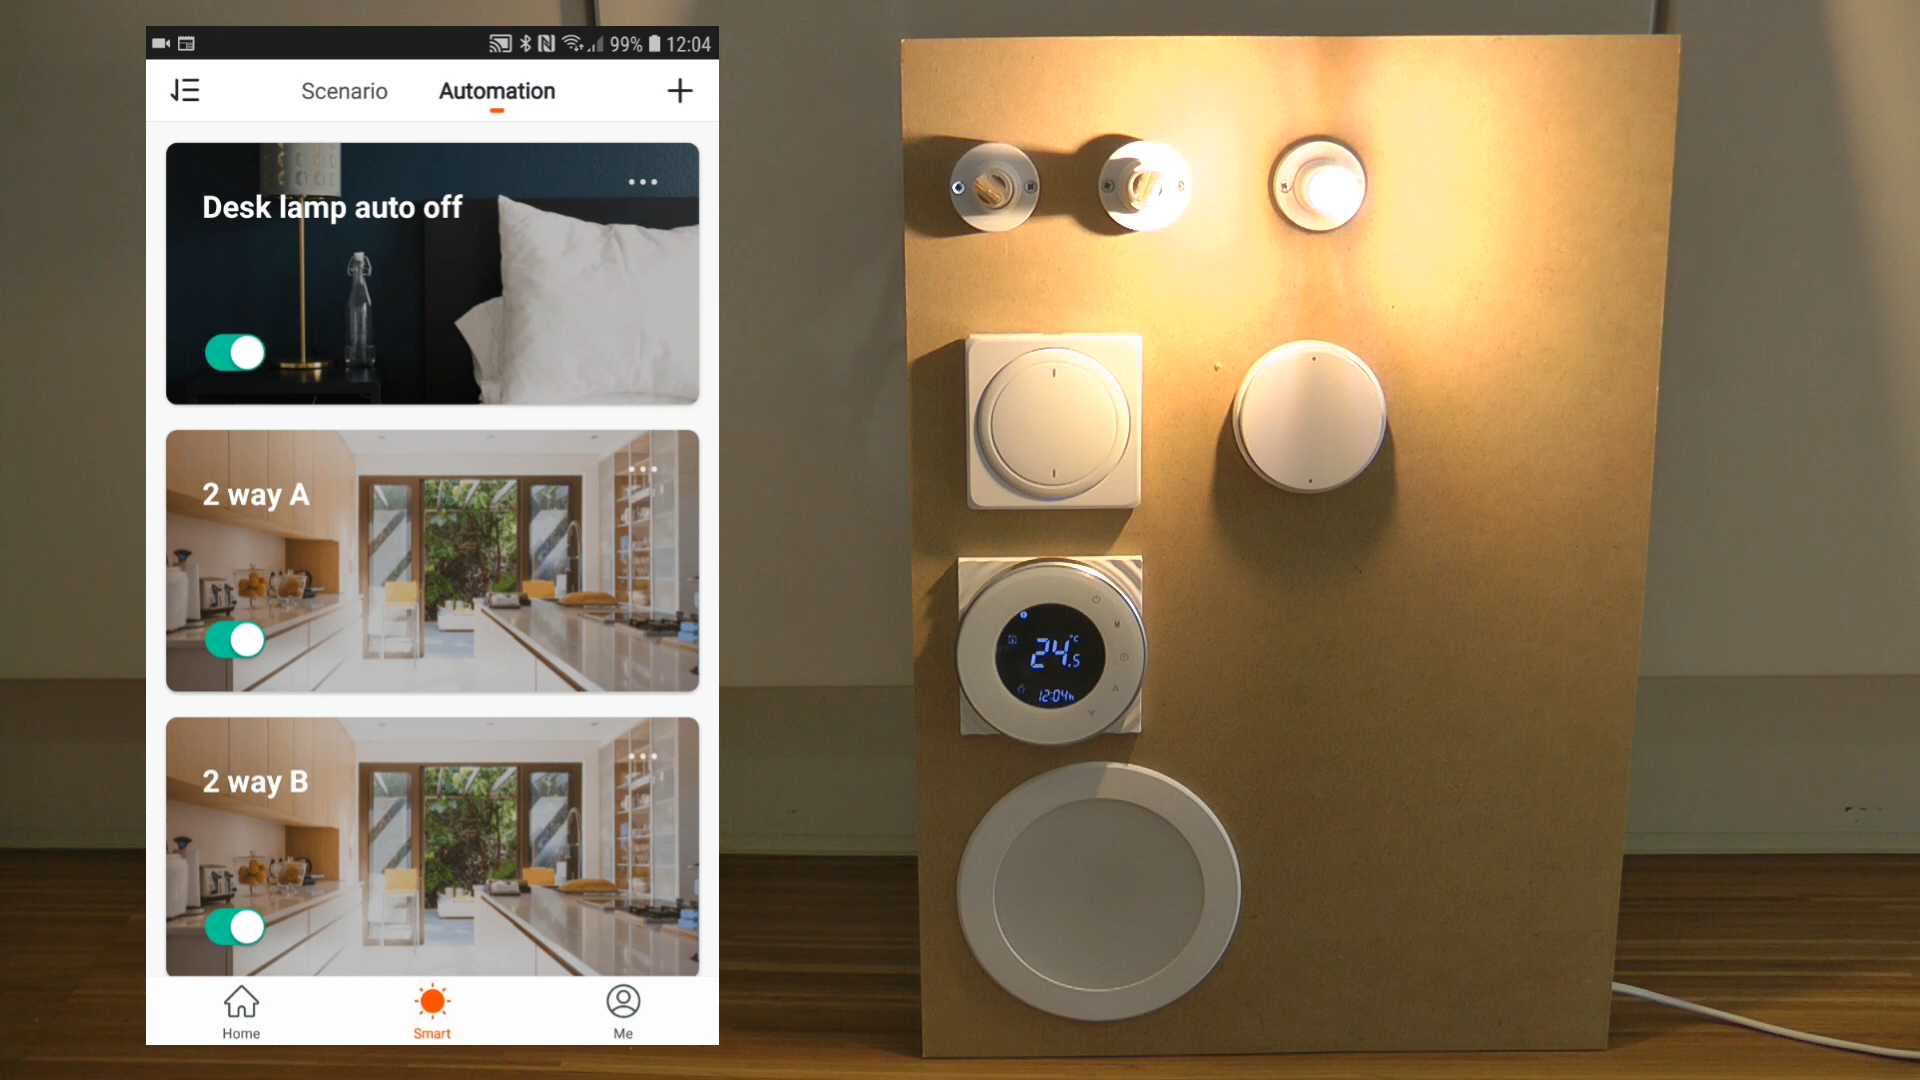 99% 12:04
Scenario Automation
Desk lamp auto off
2 way A
2 way B
Home Smart Me
M
24.5 °C
12:04h